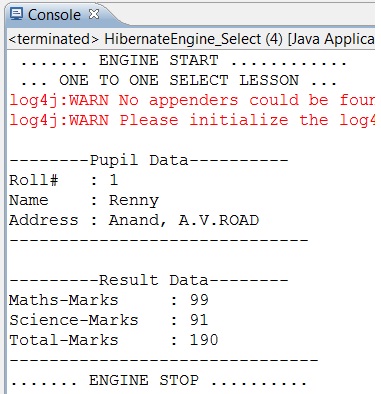 Console
<terminated> HibernateEngine_Select (4) [Java Applica
....... ENGINE START ............
... ONE TO ONE SELECT LESSON ...
log4j:WARN No appenders could be foun
log4j:WARN Please initialize the log4
--------Pupil Data----------
Roll# : 1
Name : Renny
Address : Anand, A.V.ROAD
------------------------------
---------Result Data--------
Maths-Marks : 99
Science-Marks : 91
Total-Marks : 190
-------------------------------
....... ENGINE STOP ..........